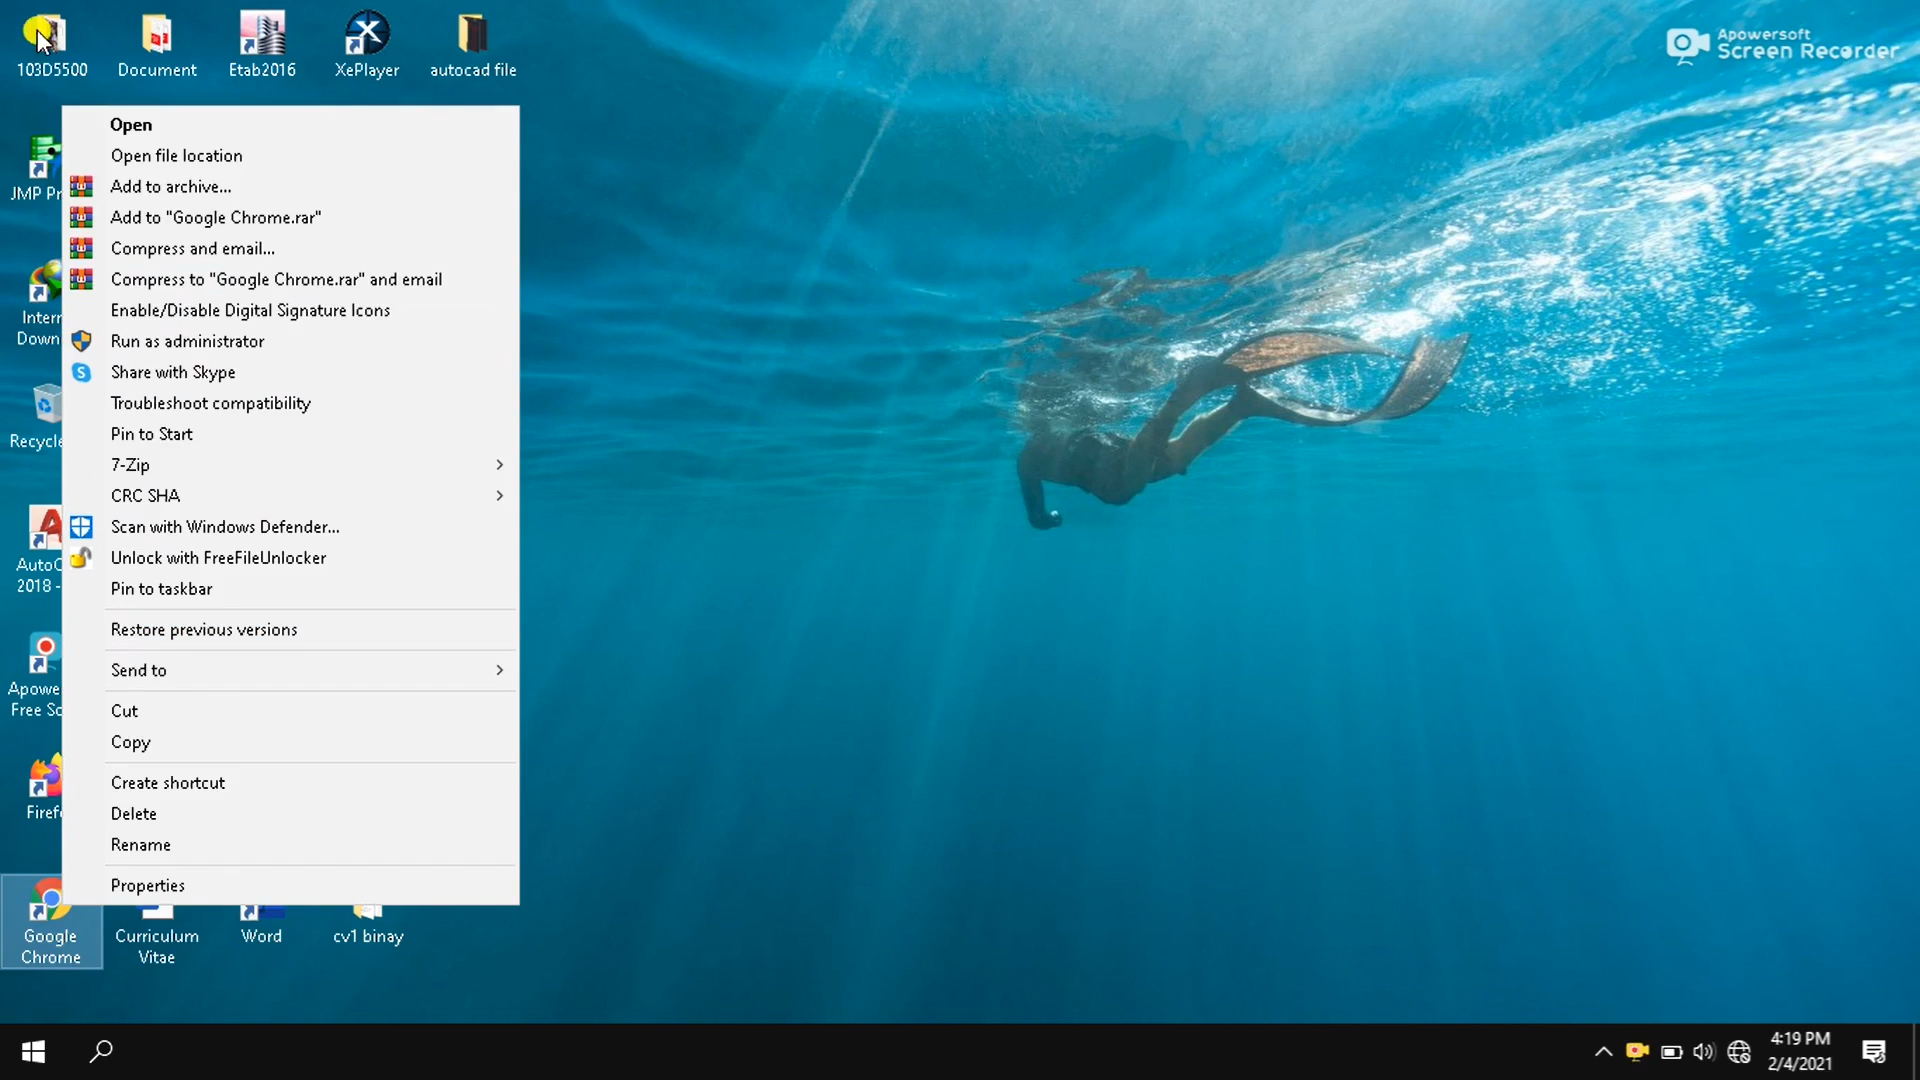 103D5500
Document
Etab2016
XePlayer
autocad file
Apowersoft
Screen Recorder
Open
Open file location
Add to archive...
Add to "Google Chrome.rar"
Compress and email...
Compress to "Google Chrome.rar" and email
Enable/Disable Digital Signature Icons
Run as administrator
Share with Skype
Troubleshoot compatibility
Pin to Start
7-Zip
CRC SHA
Scan with Windows Defender...
Unlock with FreeFileUnlocker
Pin to taskbar
Restore previous versions
Send to
Cut
Copy
Create shortcut
Delete
Rename
Properties
JMP Pr
Intern
Down
Recycle
AutoC
2018 -
Apowe
Free Sc
Firef
Google
Chrome
Curriculum
Vitae
Word
cv1 binay
4:19 PM
2/4/2021